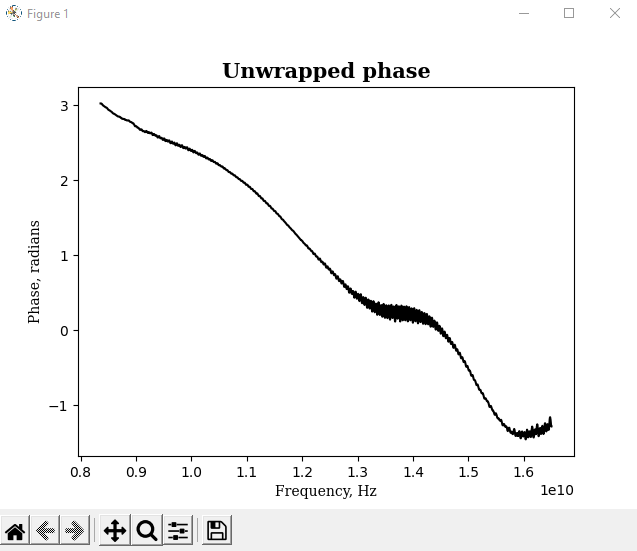 Figure 1
Unwrapped phase
3
2
1
0
−1
Phase, radians
0.8 0.9 1.0 1.1 1.2 1.3 1.4 1.5 1.6
1e10
Frequency, Hz